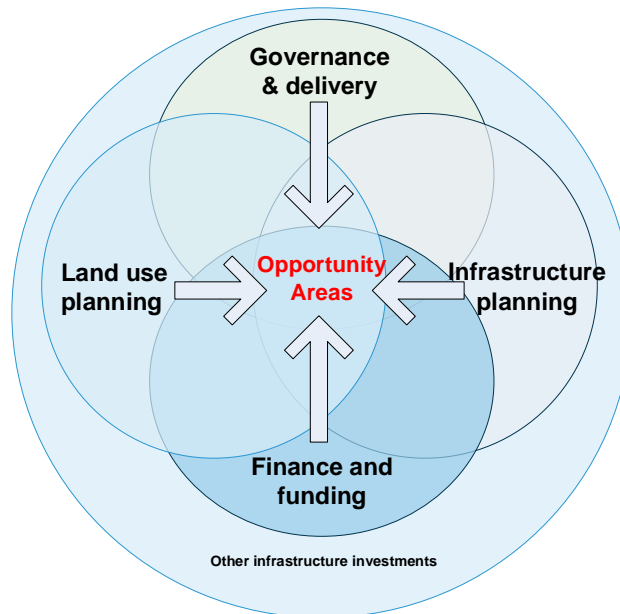 Governance
& delivery
Land use
planning
Opportunity
Areas
Infrastructure
planning
Finance and
funding
Other infrastructure investments